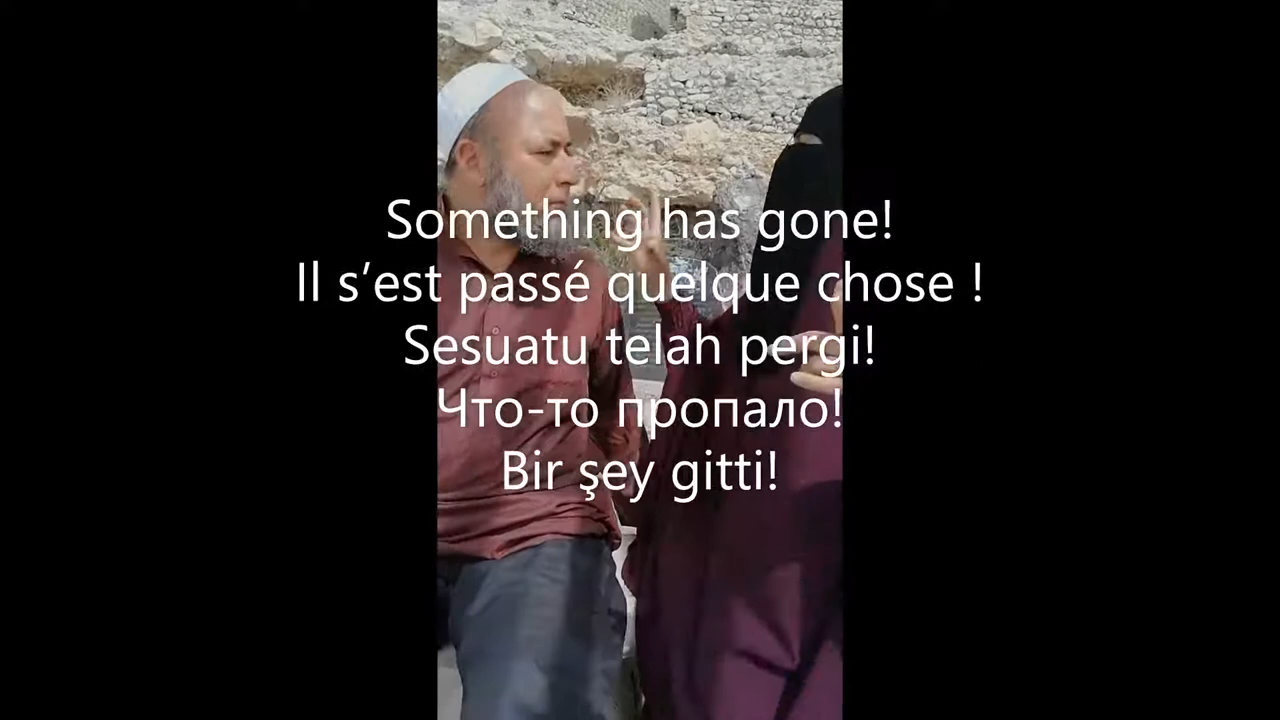 Something has gone!
Il s’est passé quelque chose !
Sesuatu telah pergi!
Что-то пропало!
Bir şey gitti!